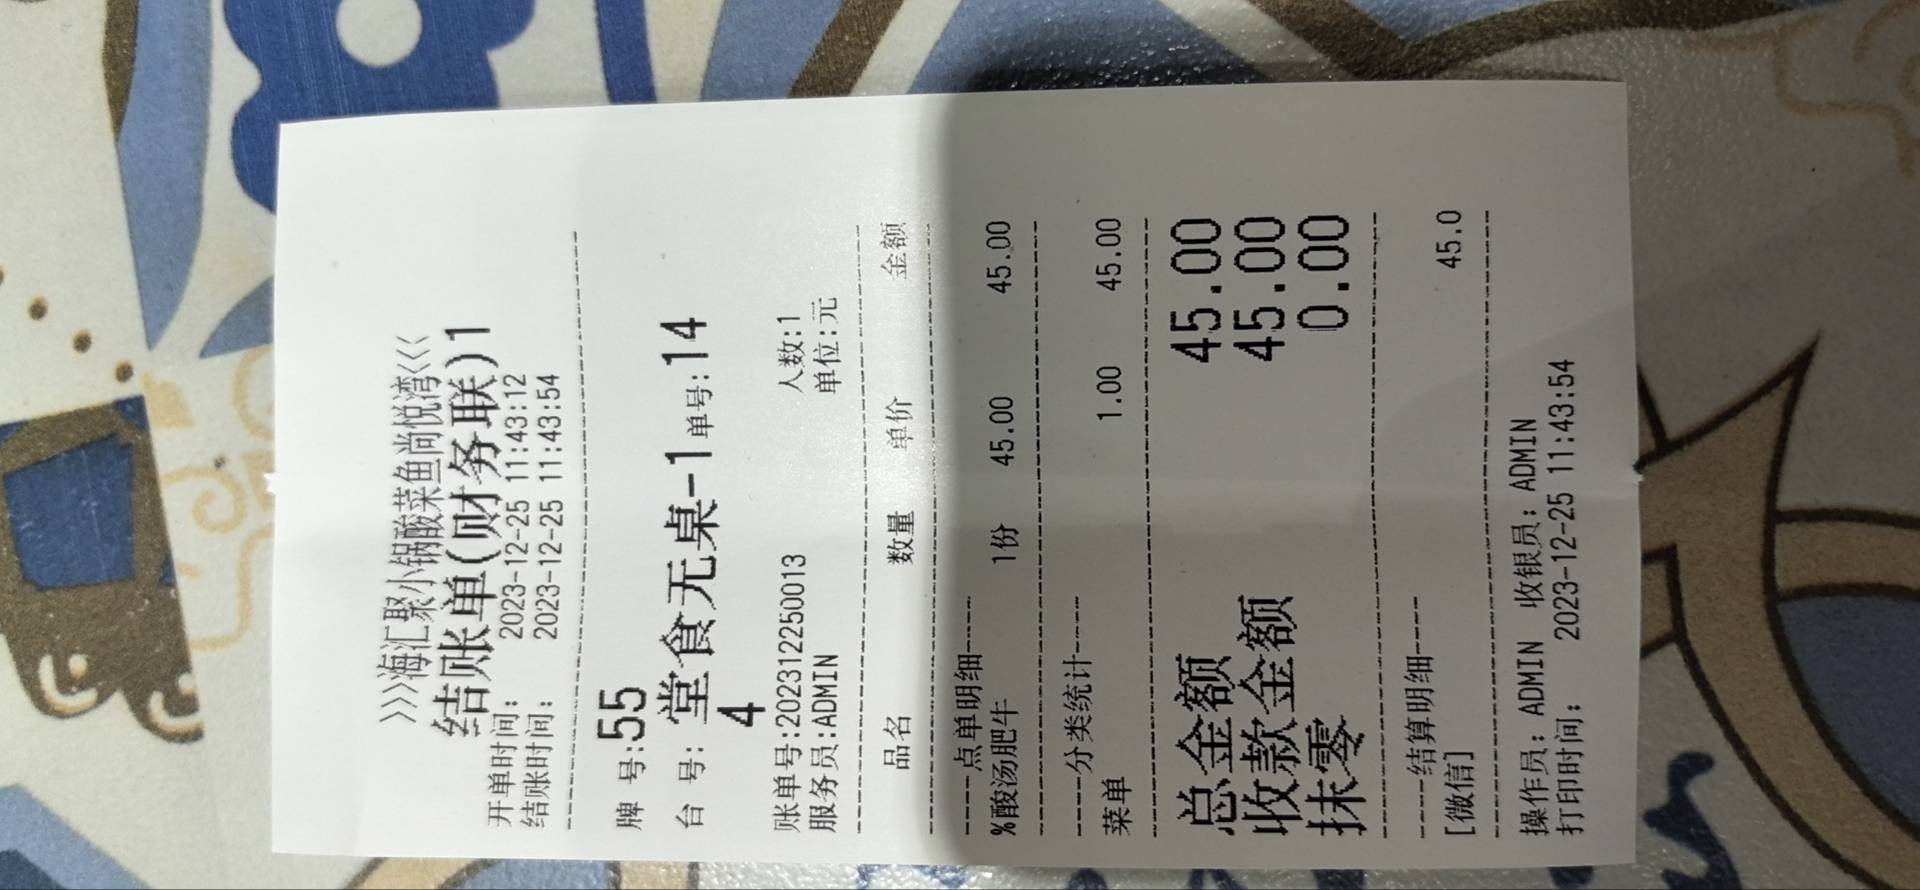 >>>海汇聚小锅酸菜鱼尚悦湾<<<
结账单(财务联)1
开单时间: 2023-12-25 11:43:12
结账时间: 2023-12-25 11:43:54
牌 号:55
台 号: 堂食无桌-1 单号:14
4
账单号:202312250013 人数:1
服务员:ADMIN 单位:元
品名 数量 单价 金额
----点单明细----
%酸汤肥牛 1份 45.00 45.00
----分类统计----
菜单 1.00 45.00
总金额 45.00
收款金额 45.00
抹零 0.00
----结算明细----
[微信] 45.0
操作员: ADMIN 收银员: ADMIN
打印时间: 2023-12-25 11:43:54